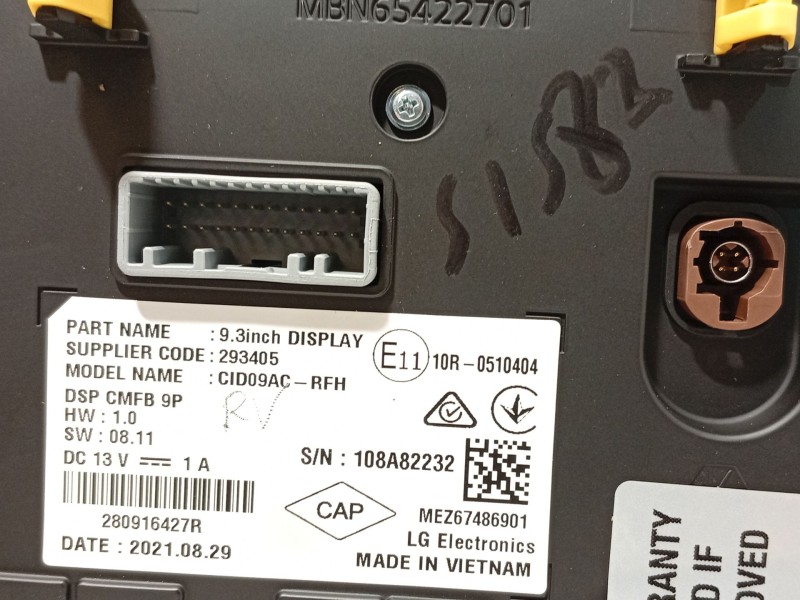 MBN65422701
51583
PART NAME : 9.3inch DISPLAY
SUPPLIER CODE : 293405
MODEL NAME : CID09AC-RFH
DSP CMFB 9P
HW : 1.0
SW : 08.11
DC 13 V ⎓ 1 A
RV
E11 10R-0510404
S/N : 108A82232
280916427R
DATE : 2021.08.29
CAP
MEZ67486901
LG Electronics
MADE IN VIETNAM
RANTY
D IF
OVED